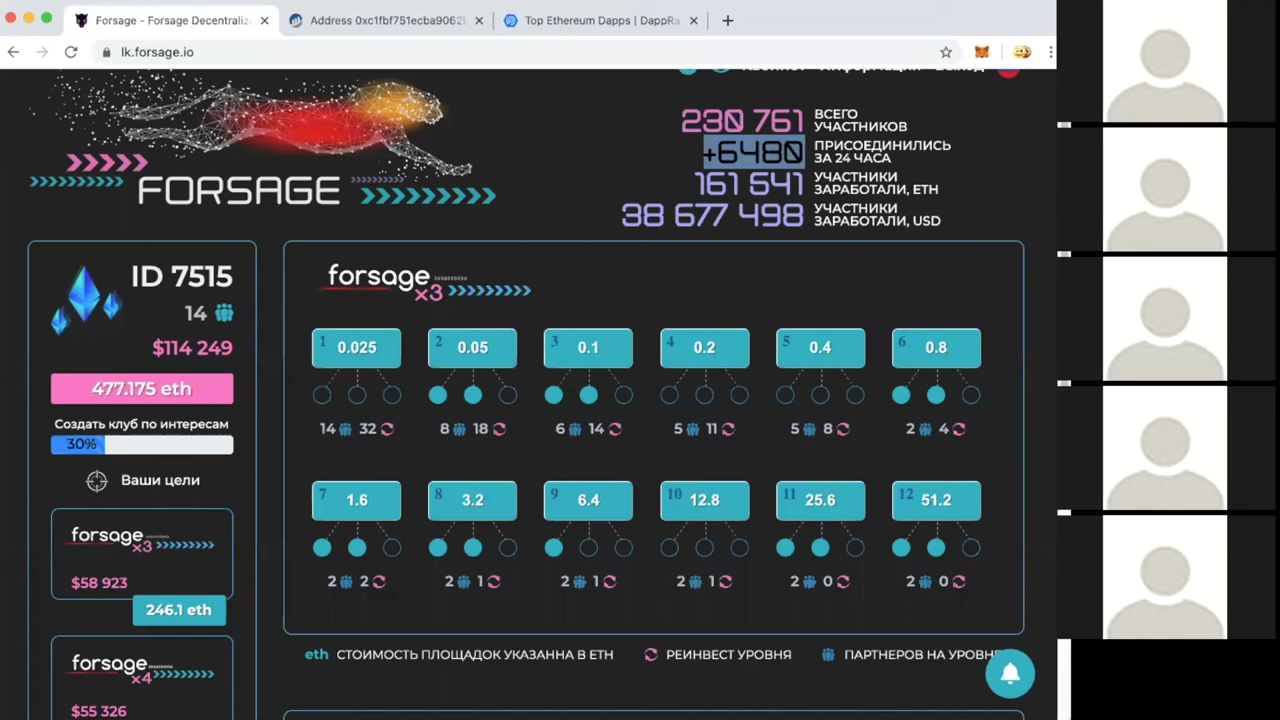 Forsage - Forsage Decentraliz
Address 0xc1fbf751ecba9062
Top Ethereum Dapps | DappRa
lk.forsage.io
230 761 ВСЕГО УЧАСТНИКОВ
+6480 ПРИСОЕДИНИЛИСЬ ЗА 24 ЧАСА
161 541 УЧАСТНИКИ ЗАРАБОТАЛИ, ETH
38 677 498 УЧАСТНИКИ ЗАРАБОТАЛИ, USD
FORSAGE
ID 7515
14
$114 249
477.175 eth
Создать клуб по интересам
30%
Ваши цели
forsage
x3
$58 923
246.1 eth
forsage
x4
$55 326
forsage
x3
1 0.025
2 0.05
3 0.1
4 0.2
5 0.4
6 0.8
14 32
8 18
6 14
5 11
5 8
2 4
7 1.6
8 3.2
9 6.4
10 12.8
11 25.6
12 51.2
2 2
2 1
2 1
2 1
2 0
2 0
eth СТОИМОСТЬ ПЛОЩАДОК УКАЗАННА В ETH
РЕИНВЕСТ УРОВНЯ
ПАРТНЕРОВ НА УРОВНЕ